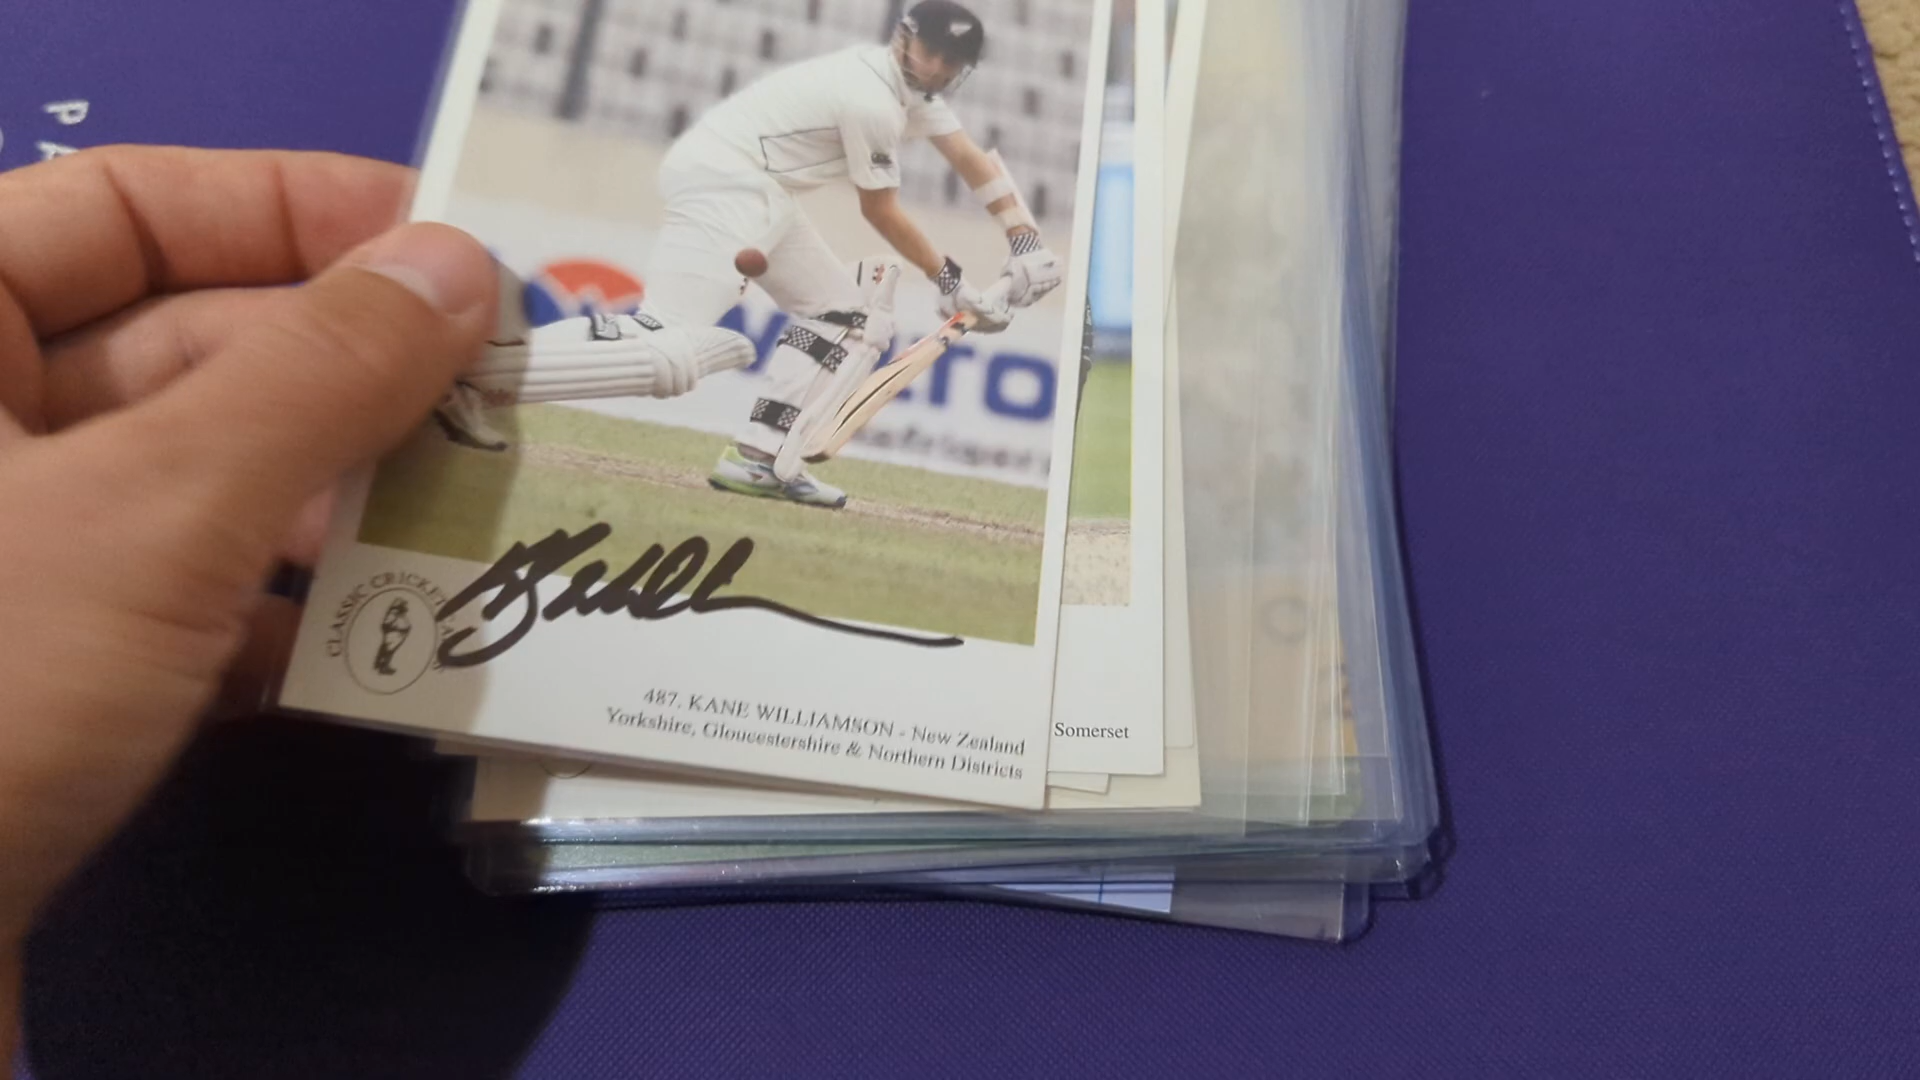 P
A
CLASSIC CRICKET
487. KANE WILLIAMSON - New Zealand
Yorkshire, Gloucestershire & Northern Districts
Somerset